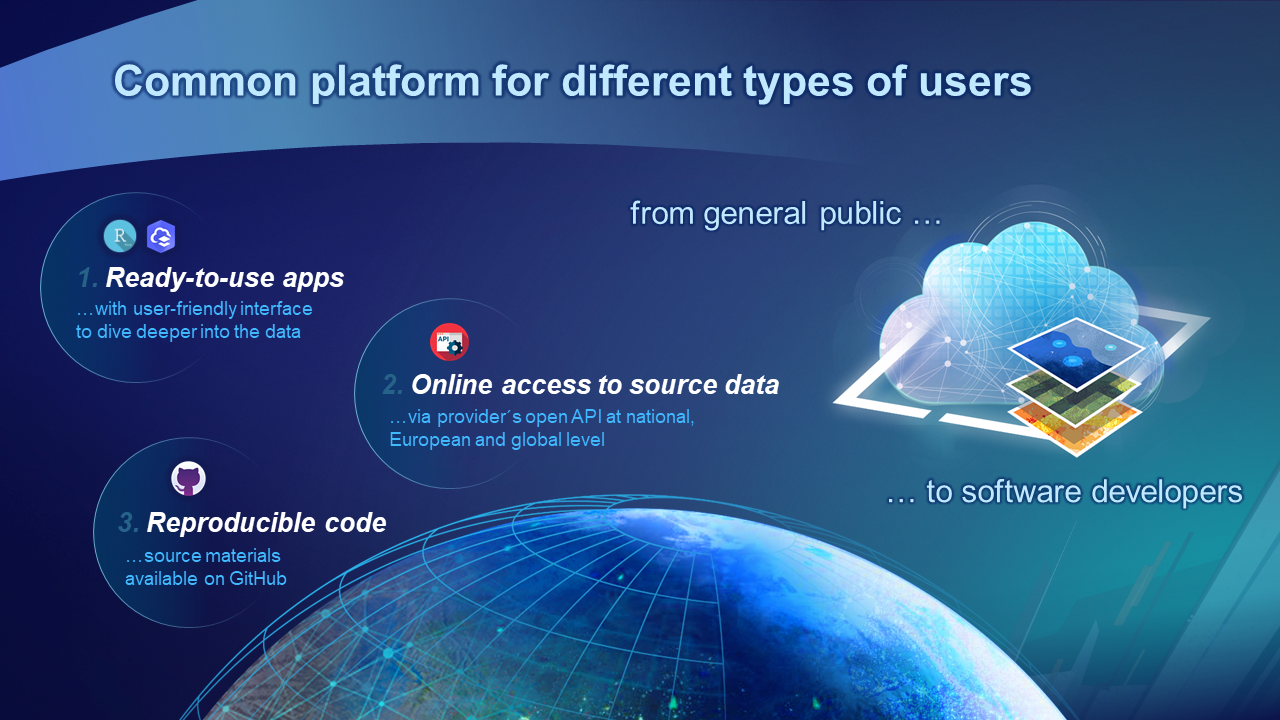 Common platform for different types of users
from general public …
R
1. Ready-to-use apps
…with user-friendly interface
to dive deeper into the data
API
2. Online access to source data
…via provider´s open API at national,
European and global level
… to software developers
3. Reproducible code
…source materials
available on GitHub